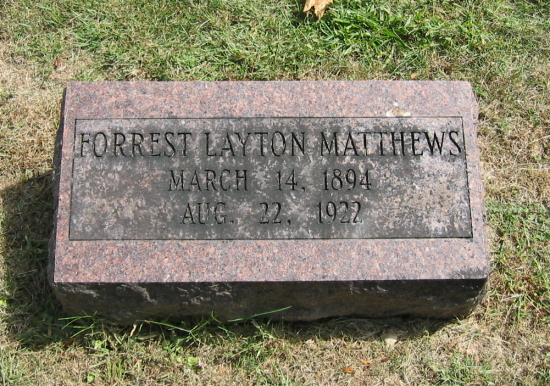 FORREST LAYTON MATTHEWS
MARCH 14, 1894
AUG. 22, 1922